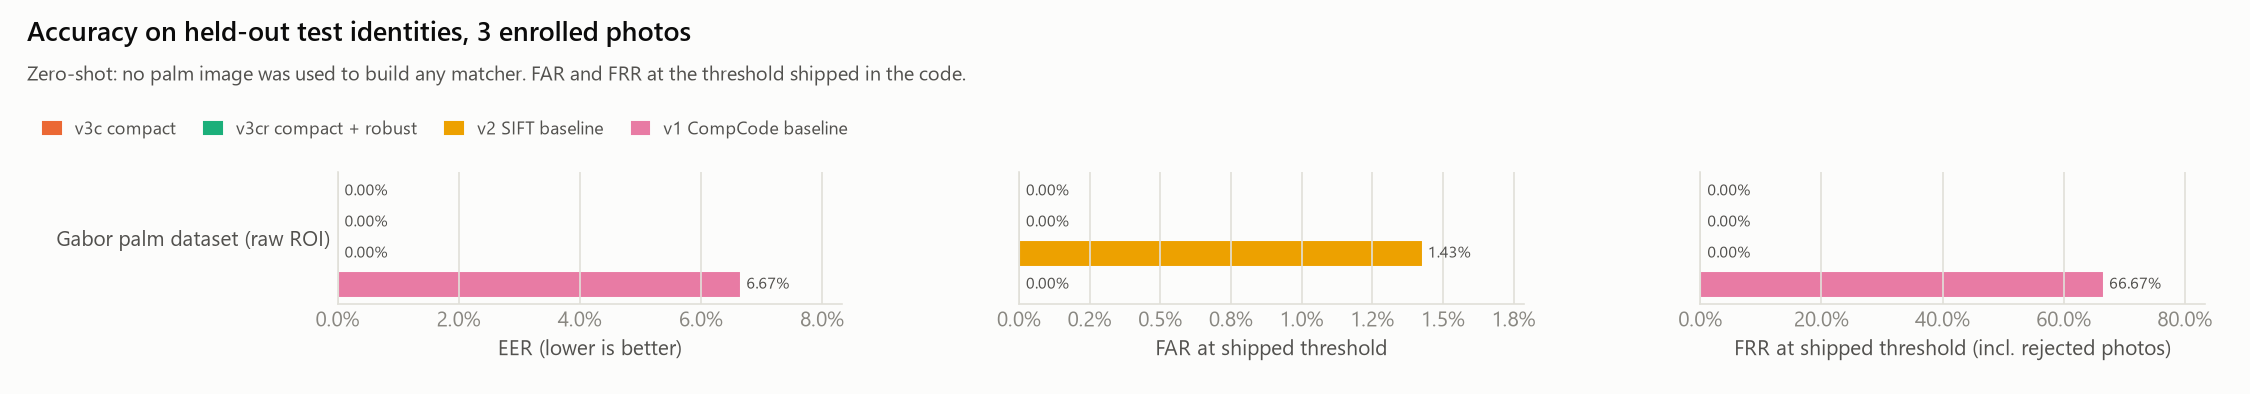 Accuracy on held-out test identities, 3 enrolled photos
Zero-shot: no palm image was used to build any matcher. FAR and FRR at the threshold shipped in the code.
v3c compact v3cr compact + robust v2 SIFT baseline v1 CompCode baseline
0.00% 0.00% 0.00%
0.00% 0.00% 0.00%
Gabor palm dataset (raw ROI)
0.00% 1.43% 0.00%
6.67% 0.00% 66.67%
0.0% 2.0% 4.0% 6.0% 8.0% 0.0% 0.2% 0.5% 0.8% 1.0% 1.2% 1.5% 1.8% 0.0% 20.0% 40.0% 60.0% 80.0%
EER (lower is better) FAR at shipped threshold FRR at shipped threshold (incl. rejected photos)